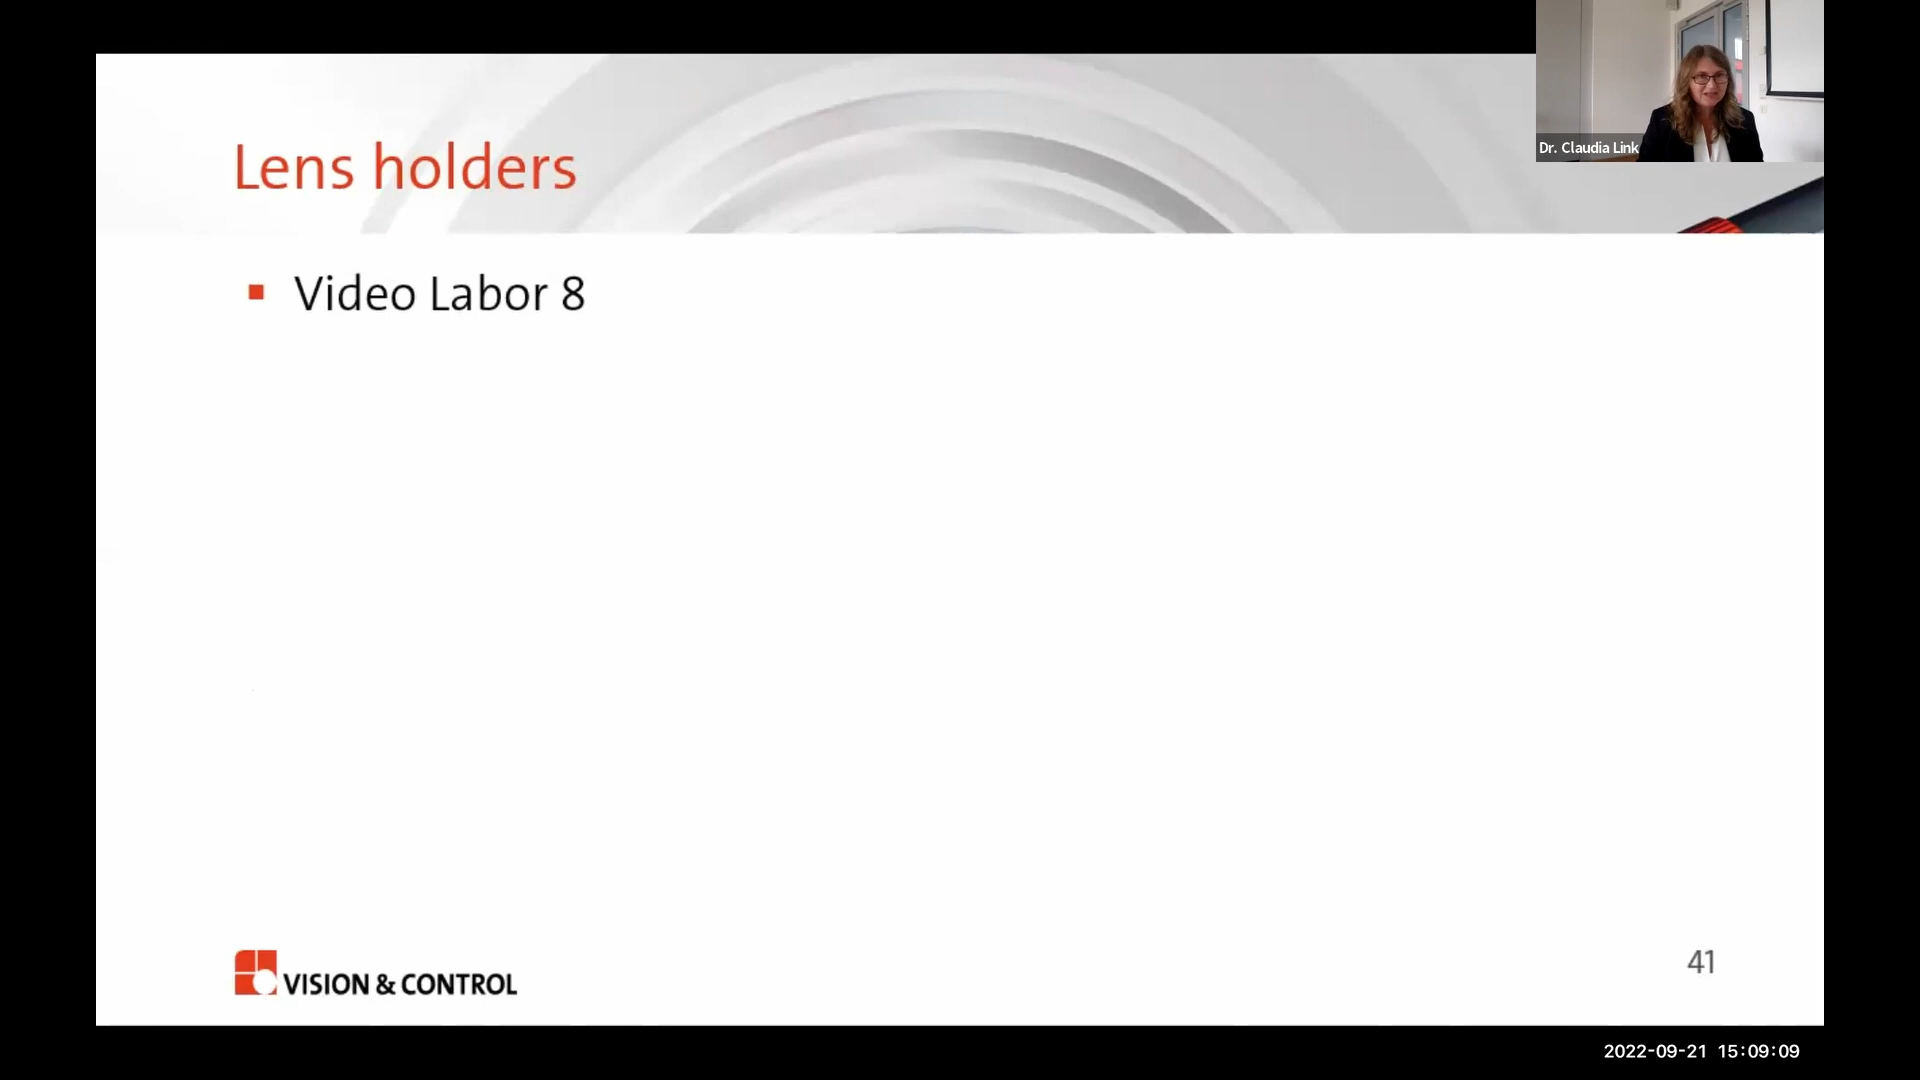 Dr. Claudia Link
Lens holders
Video Labor 8
VISION & CONTROL
41
2022-09-21 15:09:09